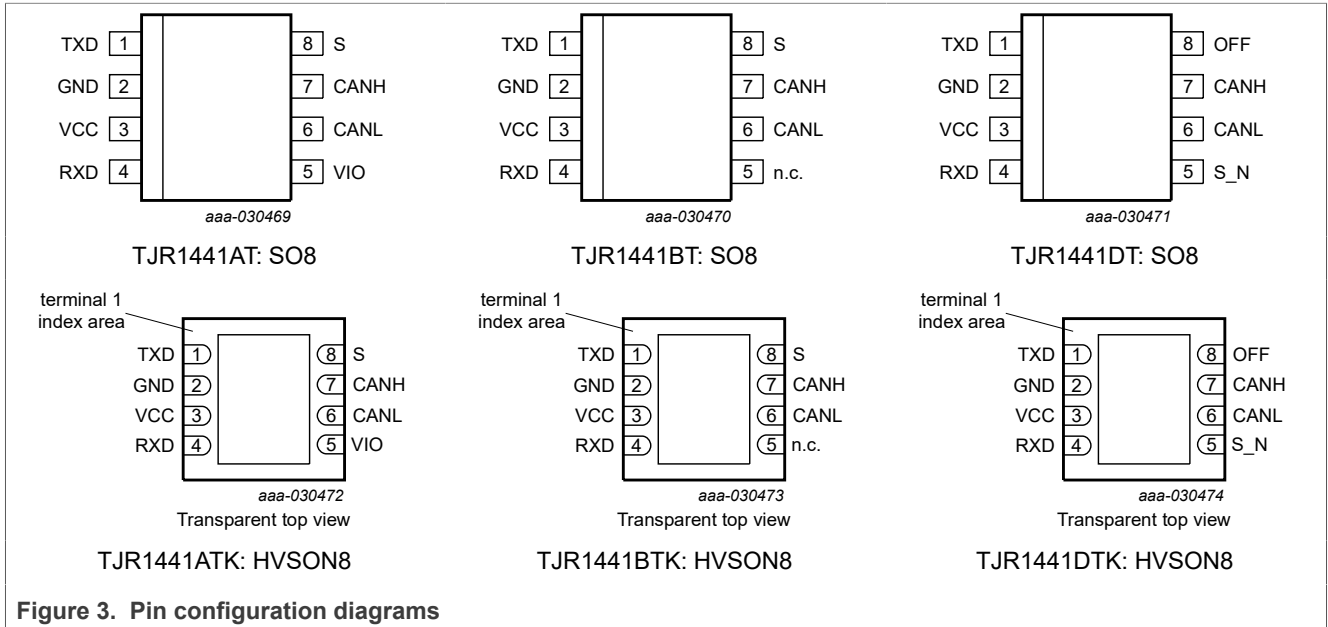 TXD 1 8 S
GND 2 7 CANH
VCC 3 6 CANL
RXD 4 5 VIO
aaa-030469
TJR1441AT: SO8
TXD 1 8 S
GND 2 7 CANH
VCC 3 6 CANL
RXD 4 5 n.c.
aaa-030470
TJR1441BT: SO8
TXD 1 8 OFF
GND 2 7 CANH
VCC 3 6 CANL
RXD 4 5 S_N
aaa-030471
TJR1441DT: SO8
terminal 1
index area
TXD 1 8 S
GND 2 7 CANH
VCC 3 6 CANL
RXD 4 5 VIO
aaa-030472
Transparent top view
TJR1441ATK: HVSON8
terminal 1
index area
TXD 1 8 S
GND 2 7 CANH
VCC 3 6 CANL
RXD 4 5 n.c.
aaa-030473
Transparent top view
TJR1441BTK: HVSON8
terminal 1
index area
TXD 1 8 OFF
GND 2 7 CANH
VCC 3 6 CANL
RXD 4 5 S_N
aaa-030474
Transparent top view
TJR1441DTK: HVSON8
Figure 3. Pin configuration diagrams